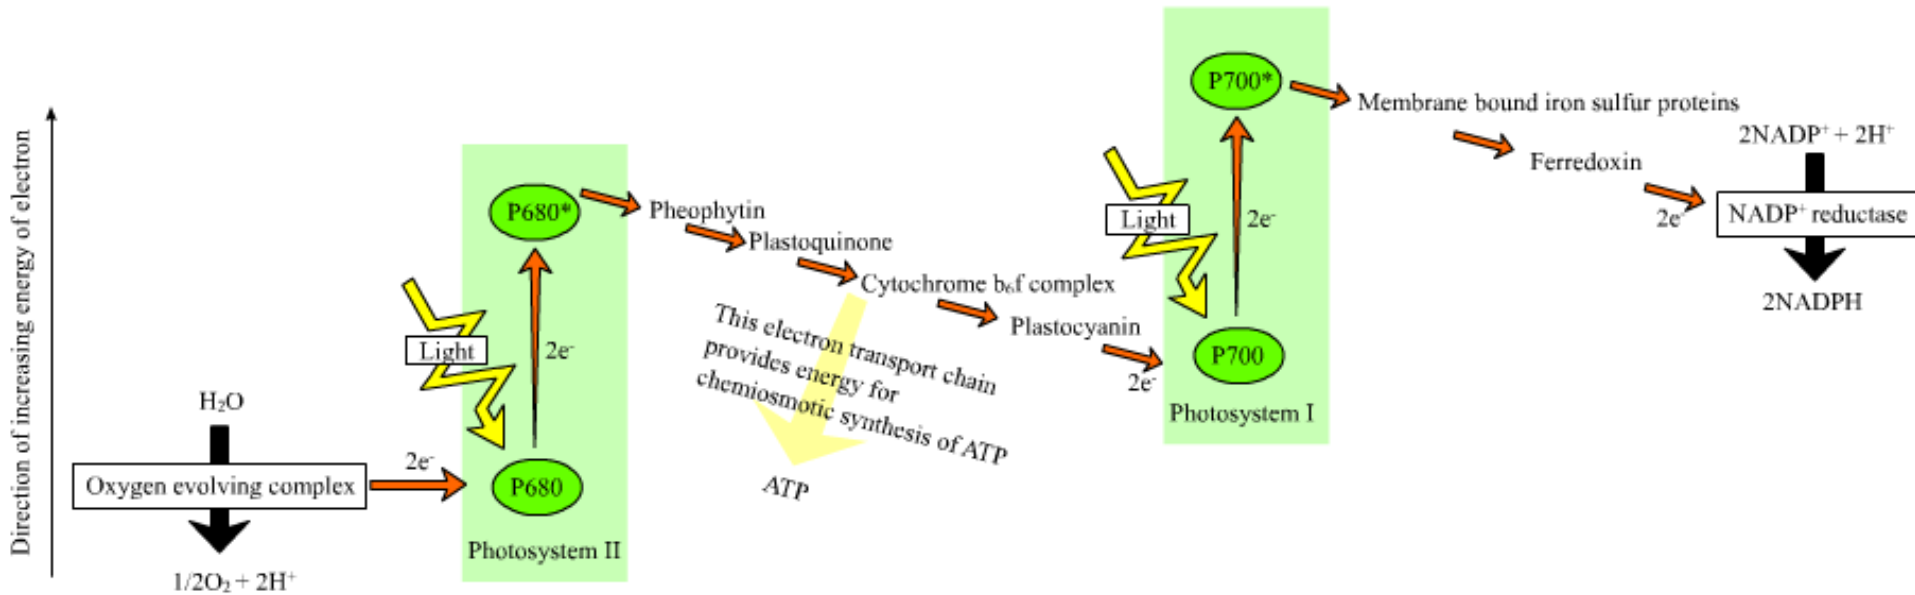 Direction of increasing energy of electron
H₂O
Oxygen evolving complex
1/2O₂ + 2H⁺
2e⁻
Light
P680*
2e⁻
P680
Photosystem II
Pheophytin
Plastoquinone
Cytochrome b₆f complex
Plastocyanin
2e⁻
This electron transport chain
provides energy for
chemiosmotic synthesis of ATP
ATP
Light
P700*
2e⁻
P700
Photosystem I
Membrane bound iron sulfur proteins
Ferredoxin
2e⁻
2NADP⁺ + 2H⁺
NADP⁺ reductase
2NADPH